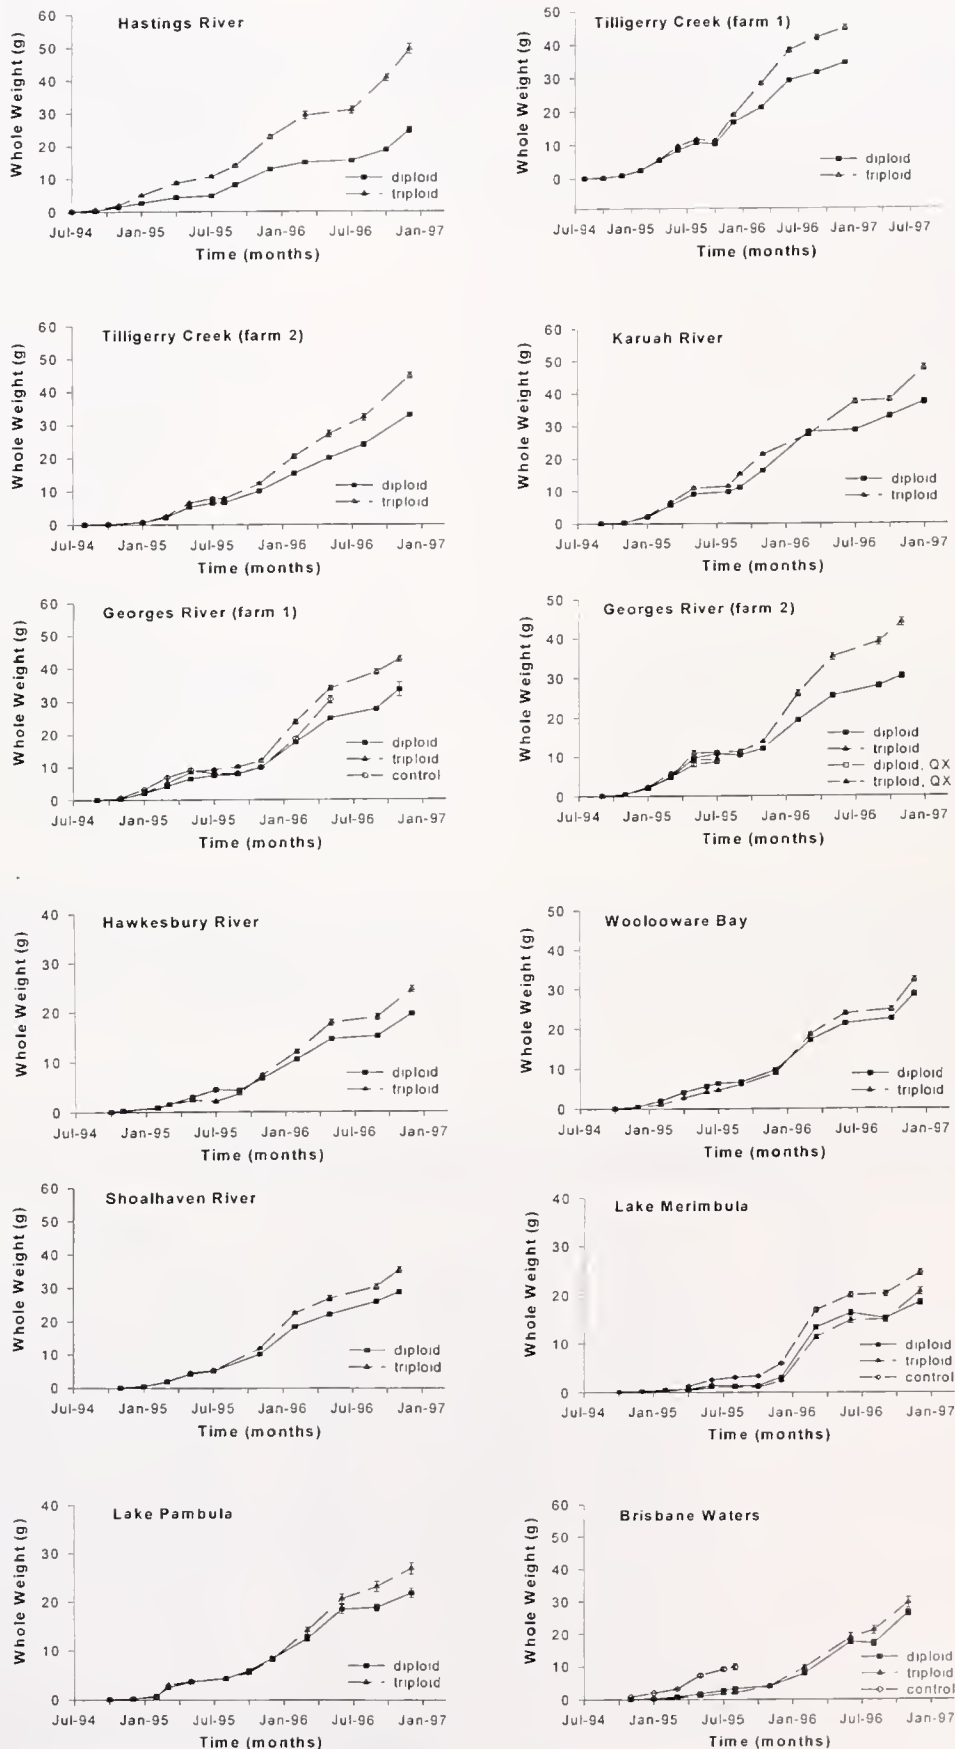 Hastings River
Whole Weight (g)
60
50
40
30
20
10
0
diploid
triploid
Jul-94 Jan-95 Jul-95 Jan-96 Jul-96 Jan-97
Time (months)
Tilligerry Creek (farm 1)
Whole Weight (g)
50
40
30
20
10
0
diploid
triploid
Jul-94 Jan-95 Jul-95 Jan-96 Jul-96 Jan-97 Jul-97
Time (months)
Tilligerry Creek (farm 2)
Whole Weight (g)
60
50
40
30
20
10
0
diploid
triploid
Jul-94 Jan-95 Jul-95 Jan-96 Jul-96 Jan-97
Time (months)
Karuah River
Whole Weight (g)
60
50
40
30
20
10
0
diploid
triploid
Jul-94 Jan-95 Jul-95 Jan-96 Jul-96 Jan-97
Time (months)
Georges River (farm 1)
Whole Weight (g)
60
50
40
30
20
10
0
diploid
triploid
control
Jul-94 Jan-95 Jul-95 Jan-96 Jul-96 Jan-97
Time (months)
Georges River (farm 2)
Whole Weight (g)
50
40
30
20
10
0
diploid
triploid
diploid, QX
triploid, QX
Jul-94 Jan-95 Jul-95 Jan-96 Jul-96 Jan-97
Time (months)
Hawkesbury River
Whole Weight (g)
40
30
20
10
0
diploid
triploid
Jul-94 Jan-95 Jul-95 Jan-96 Jul-96 Jan-97
Time (months)
Woolooware Bay
Whole Weight (g)
50
40
30
20
10
0
diploid
triploid
Jul-94 Jan-95 Jul-95 Jan-96 Jul-96 Jan-97
Time (months)
Shoalhaven River
Whole Weight (g)
60
50
40
30
20
10
0
diploid
triploid
Jul-94 Jan-95 Jul-95 Jan-96 Jul-96 Jan-97
Time (months)
Lake Merimbula
Whole Weight (g)
40
30
20
10
0
diploid
triploid
control
Jul-94 Jan-95 Jul-95 Jan-96 Jul-96 Jan-97
Time (months)
Lake Pambula
Whole Weight (g)
40
30
20
10
0
diploid
triploid
Jul-94 Jan-95 Jul-95 Jan-96 Jul-96 Jan-97
Time (months)
Brisbane Waters
Whole Weight (g)
60
50
40
30
20
10
0
diploid
triploid
control
Jul-94 Jan-95 Jul-95 Jan-96 Jul-96 Jan-97
Time (months)